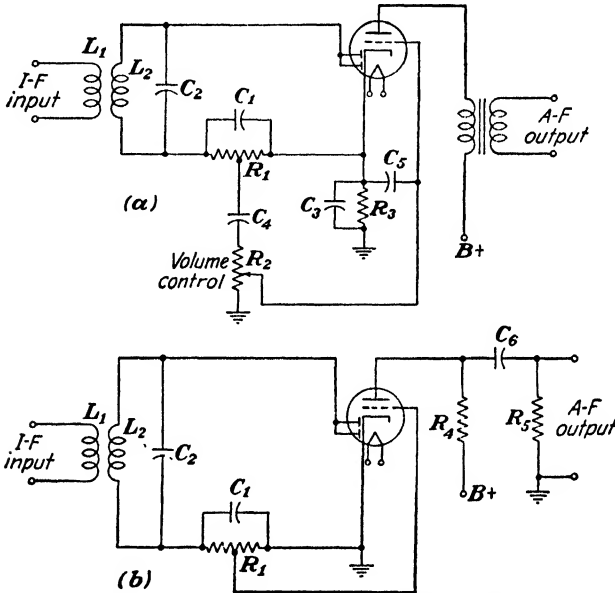 L1
I-F
input
L2
C2
C1
R1
(a)
C4
Volume
control
R2
C3
R3
C5
B+
A-F
output
L1
I-F
input
L2
C2
C1
R1
(b)
C6
R4
R5
B+
A-F
output